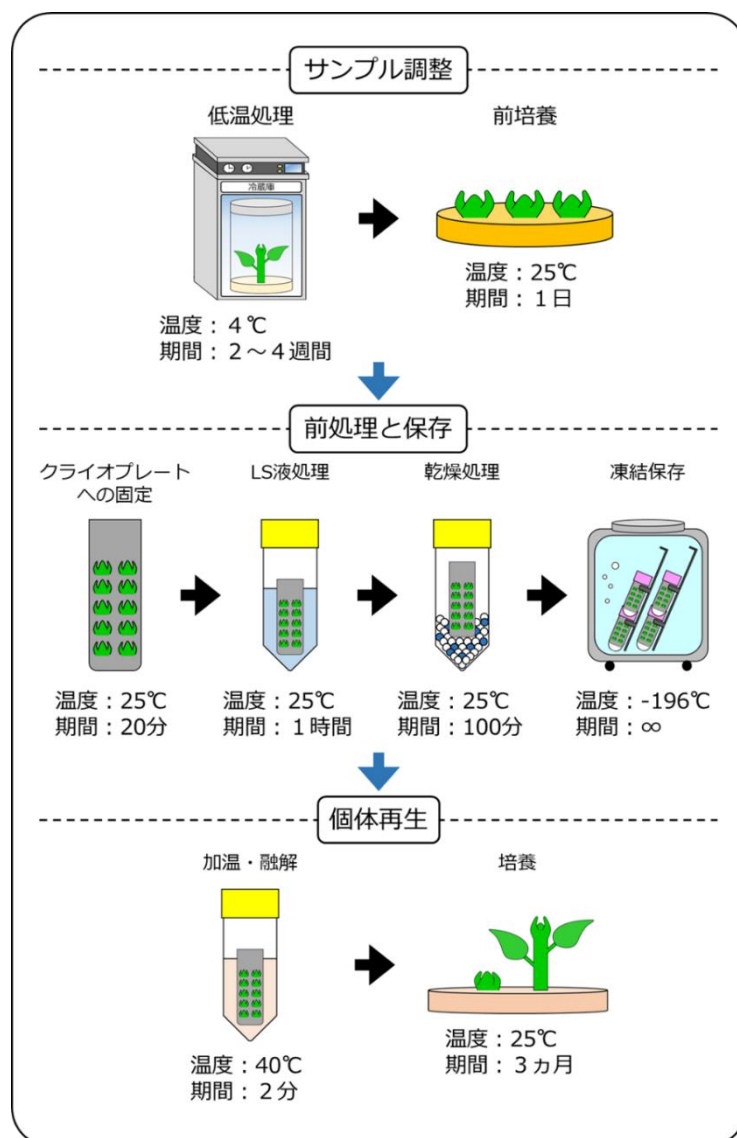 サンプル調整
低温処理
前培養
冷蔵庫
温度：4℃
期間：2～4週間
温度：25℃
期間：1日
前処理と保存
クライオプレート
への固定
LS液処理
乾燥処理
凍結保存
温度：25℃
期間：20分
温度：25℃
期間：1時間
温度：25℃
期間：100分
温度：-196℃
期間：∞
個体再生
加温・融解
培養
温度：40℃
期間：2分
温度：25℃
期間：3ヵ月